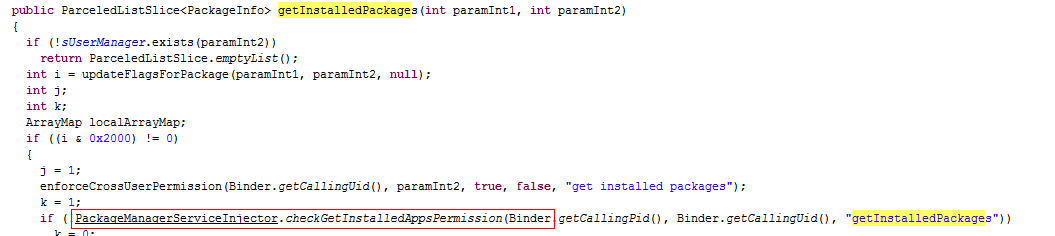 public ParceledListSlice<PackageInfo> getInstalledPackages(int paramInt1, int paramInt2)
{
if (!sUserManager.exists(paramInt2))
return ParceledListSlice.emptyList();
int i = updateFlagsForPackage(paramInt1, paramInt2, null);
int j;
int k;
ArrayMap localArrayMap;
if ((i & 0x2000) != 0)
{
j = 1;
enforceCrossUserPermission(Binder.getCallingUid(), paramInt2, true, false, "get installed packages");
k = 1;
if (!PackageManagerServiceInjector.checkGetInstalledAppsPermission(Binder.getCallingPid(), Binder.getCallingUid(), "getInstalledPackages"))
k = 0;